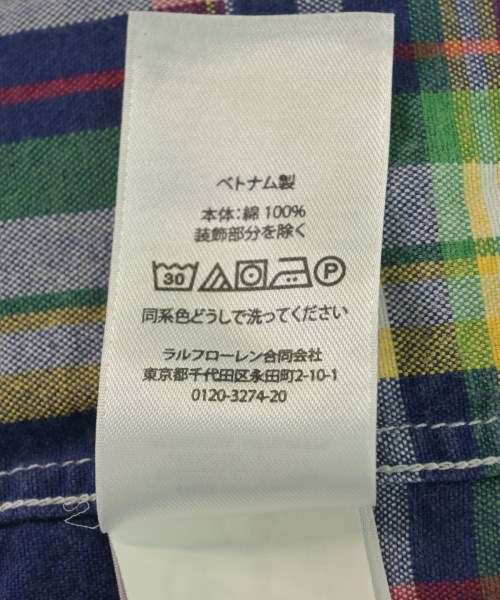 ベトナム製
本体：綿 100%
装飾部分を除く
30 P
同系色どうしで洗ってください
ラルフローレン合同会社
東京都千代田区永田町2-10-1
0120-3274-20